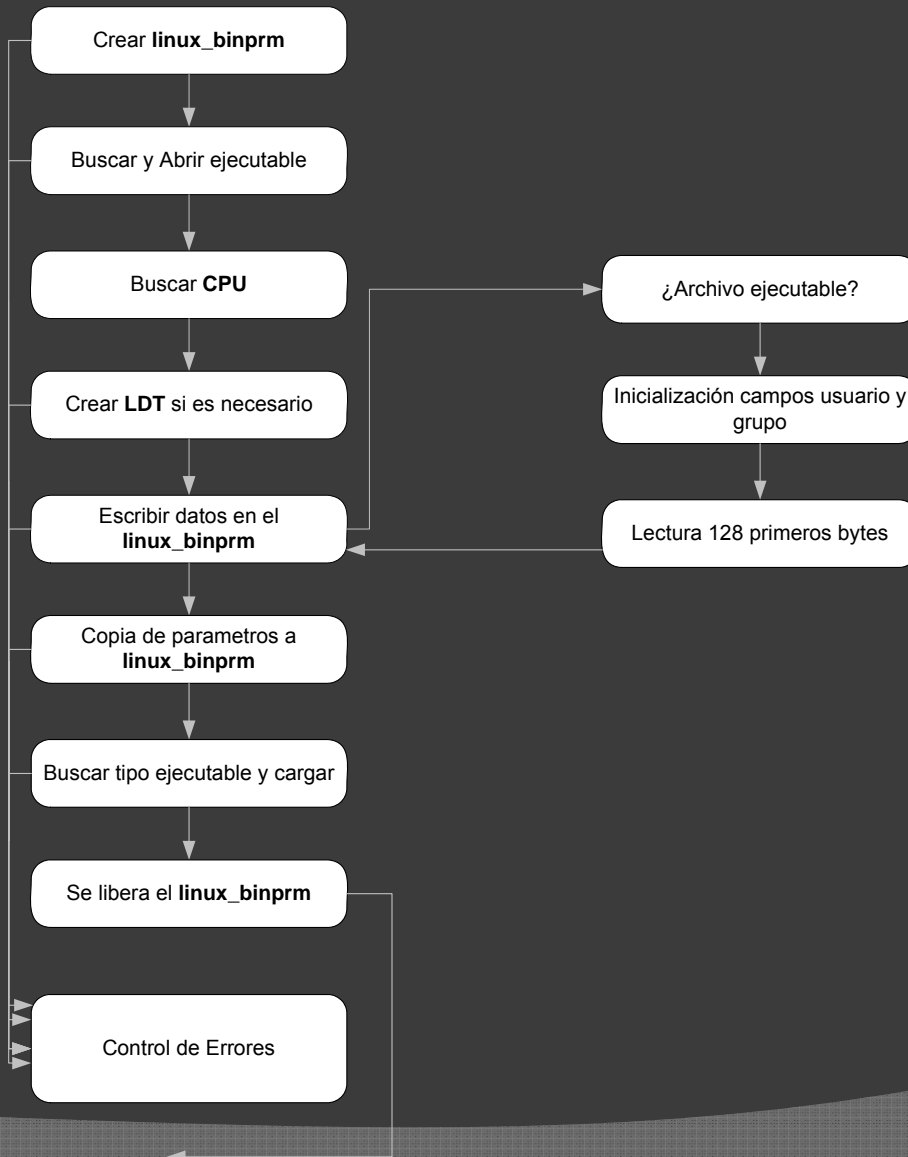 Crear linux_binprm
Buscar y Abrir ejecutable
Buscar CPU
Crear LDT si es necesario
Escribir datos en el
linux_binprm
Copia de parametros a
linux_binprm
Buscar tipo ejecutable y cargar
Se libera el linux_binprm
Control de Errores
¿Archivo ejecutable?
Inicialización campos usuario y
grupo
Lectura 128 primeros bytes